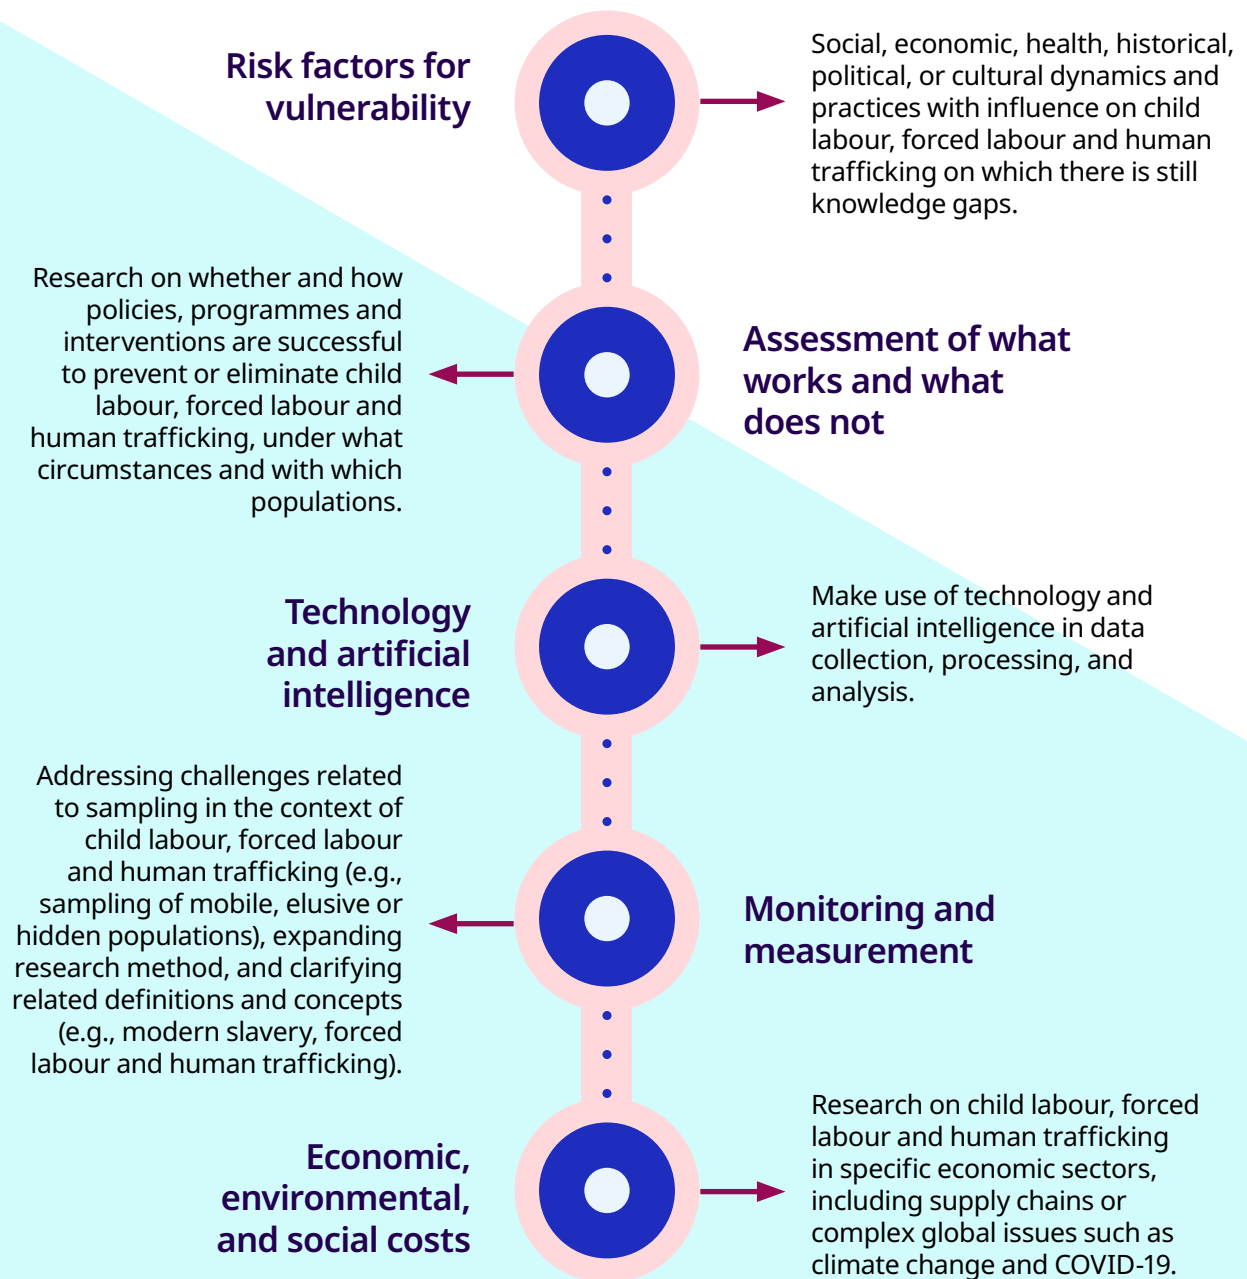 Risk factors for
vulnerability
Social, economic, health, historical,
political, or cultural dynamics and
practices with influence on child
labour, forced labour and human
trafficking on which there is still
knowledge gaps.
Assessment of what
works and what
does not
Research on whether and how
policies, programmes and
interventions are successful
to prevent or eliminate child
labour, forced labour and
human trafficking, under what
circumstances and with which
populations.
Technology
and artificial
intelligence
Make use of technology and
artificial intelligence in data
collection, processing, and
analysis.
Monitoring and
measurement
Addressing challenges related
to sampling in the context of
child labour, forced labour
and human trafficking (e.g.,
sampling of mobile, elusive or
hidden populations), expanding
research method, and clarifying
related definitions and concepts
(e.g., modern slavery, forced
labour and human trafficking).
Economic,
environmental,
and social costs
Research on child labour, forced
labour and human trafficking
in specific economic sectors,
including supply chains or
complex global issues such as
climate change and COVID-19.